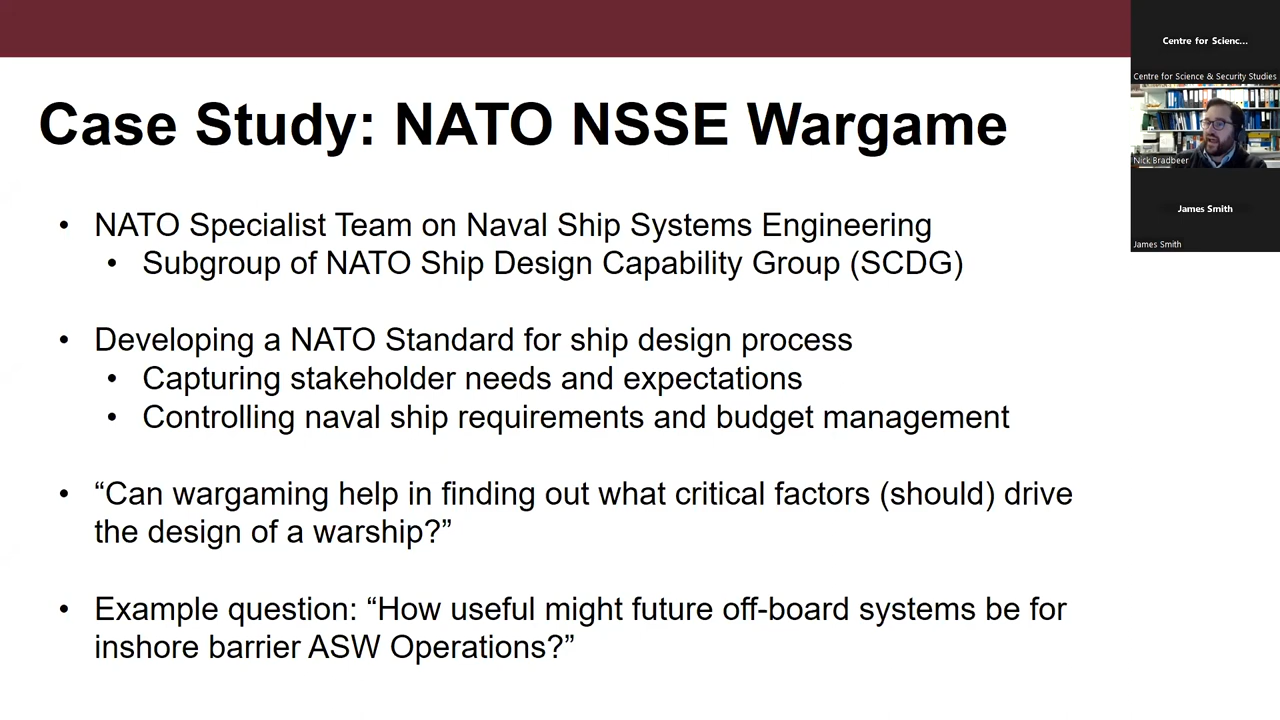 Case Study: NATO NSSE Wargame
• NATO Specialist Team on Naval Ship Systems Engineering
• Subgroup of NATO Ship Design Capability Group (SCDG)
• Developing a NATO Standard for ship design process
• Capturing stakeholder needs and expectations
• Controlling naval ship requirements and budget management
• “Can wargaming help in finding out what critical factors (should) drive
the design of a warship?”
• Example question: “How useful might future off-board systems be for
inshore barrier ASW Operations?”
Centre for Scienc...
Centre for Science & Security Studies
Nick Bradbeer
James Smith
James Smith